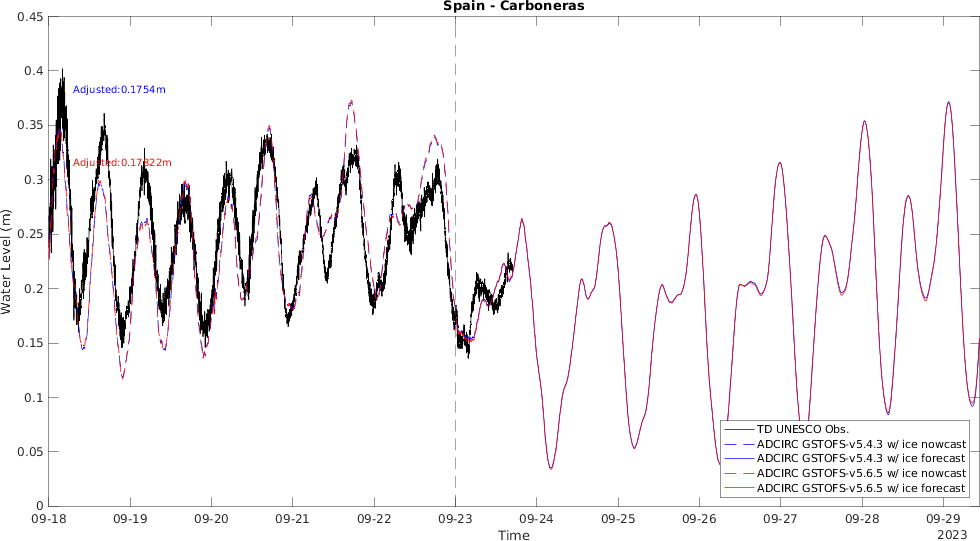 Spain - Carboneras
0.45
0.4
0.35
0.3
0.25
0.2
0.15
0.1
0.05
0
Water Level (m)
Adjusted:0.1754m
Adjusted:0.17822m
TD UNESCO Obs.
ADCIRC GSTOFS-v5.4.3 w/ ice nowcast
ADCIRC GSTOFS-v5.4.3 w/ ice forecast
ADCIRC GSTOFS-v5.6.5 w/ ice nowcast
ADCIRC GSTOFS-v5.6.5 w/ ice forecast
09-18 09-19 09-20 09-21 09-22 09-23 09-24 09-25 09-26 09-27 09-28 09-29
Time
2023